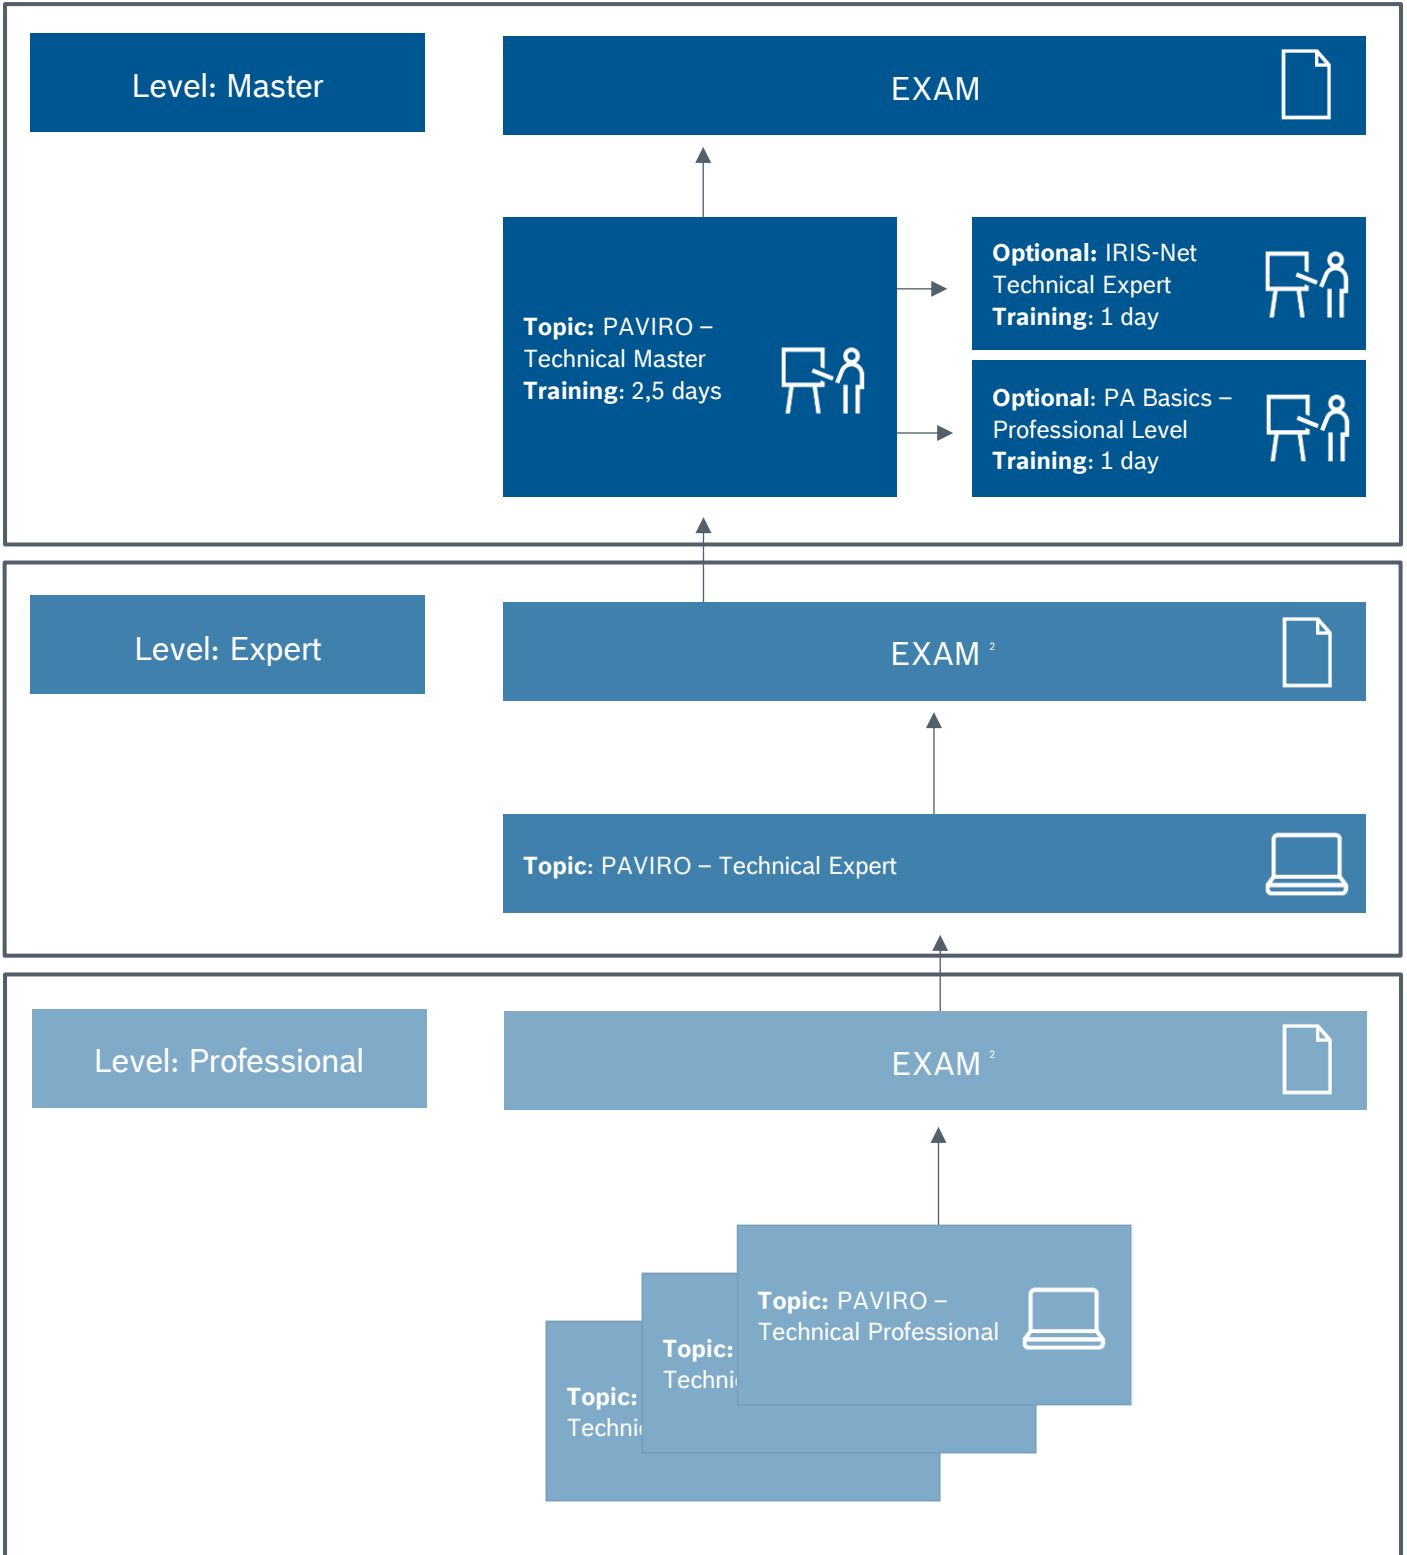 Level: Master
EXAM
Topic: PAVIRO –
Technical Master
Training: 2,5 days
Optional: IRIS-Net
Technical Expert
Training: 1 day
Optional: PA Basics –
Professional Level
Training: 1 day
Level: Expert
EXAM ²
Topic: PAVIRO – Technical Expert
Level: Professional
EXAM ²
Topic: PAVIRO –
Technical Professional
Topic:
Topic: